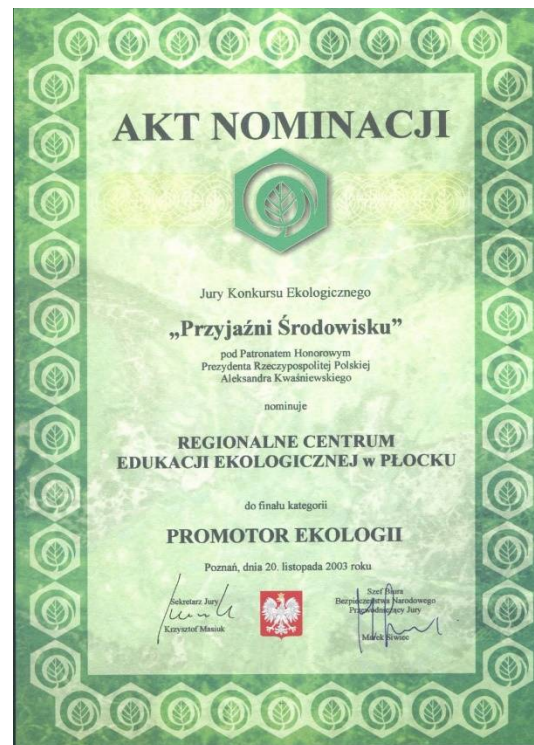 AKT NOMINACJI
Jury Konkursu Ekologicznego
„Przyjaźni Środowisku”
pod Patronatem Honorowym
Prezydenta Rzeczypospolitej Polskiej
Aleksandra Kwaśniewskiego
nominuje
REGIONALNE CENTRUM
EDUKACJI EKOLOGICZNEJ w PŁOCKU
do finału kategorii
PROMOTOR EKOLOGII
Poznań, dnia 20. listopada 2003 roku
Sekretarz Jury
Krzysztof Masiuk
Szef Biura
Bezpieczeństwa Narodowego
Przewodniczący Jury
Marek Siwiec